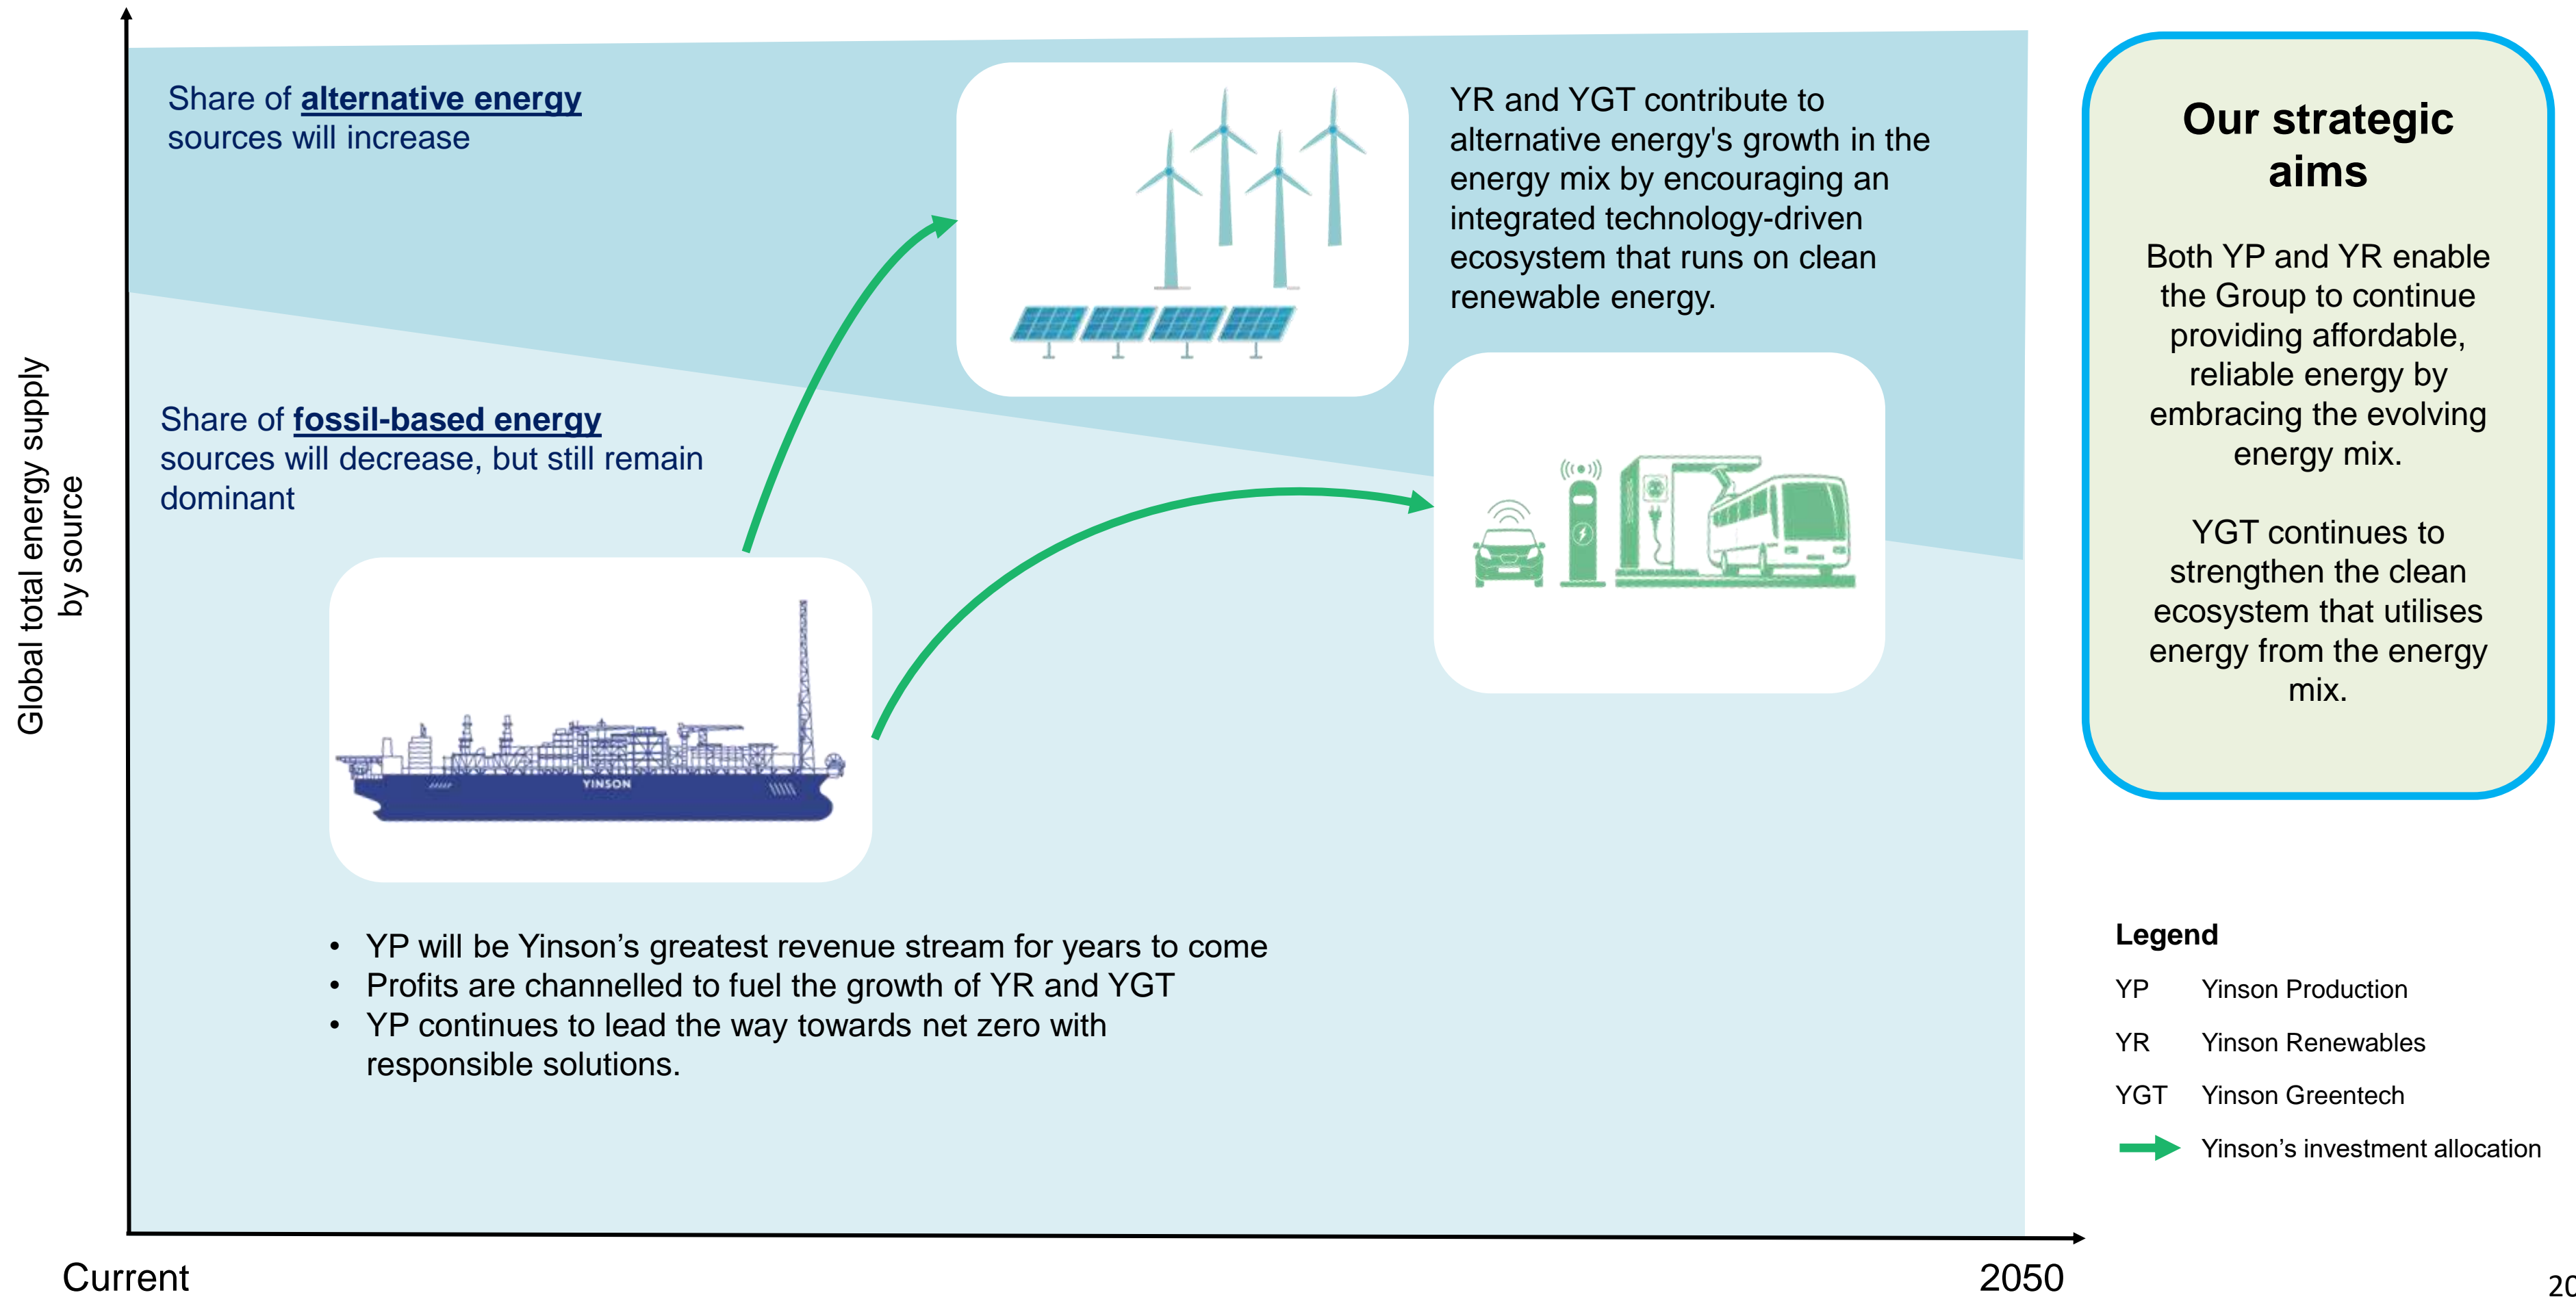 Share of alternative energy
sources will increase
YR and YGT contribute to
alternative energy's growth in the
energy mix by encouraging an
integrated technology-driven
ecosystem that runs on clean
renewable energy.
Share of fossil-based energy
sources will decrease, but still remain
dominant
Global total energy supply
by source
YINSON
• YP will be Yinson’s greatest revenue stream for years to come
• Profits are channelled to fuel the growth of YR and YGT
• YP continues to lead the way towards net zero with
responsible solutions.
Current
2050
Our strategic
aims
Both YP and YR enable
the Group to continue
providing affordable,
reliable energy by
embracing the evolving
energy mix.
YGT continues to
strengthen the clean
ecosystem that utilises
energy from the energy
mix.
Legend
YP Yinson Production
YR Yinson Renewables
YGT Yinson Greentech
Yinson’s investment allocation
20